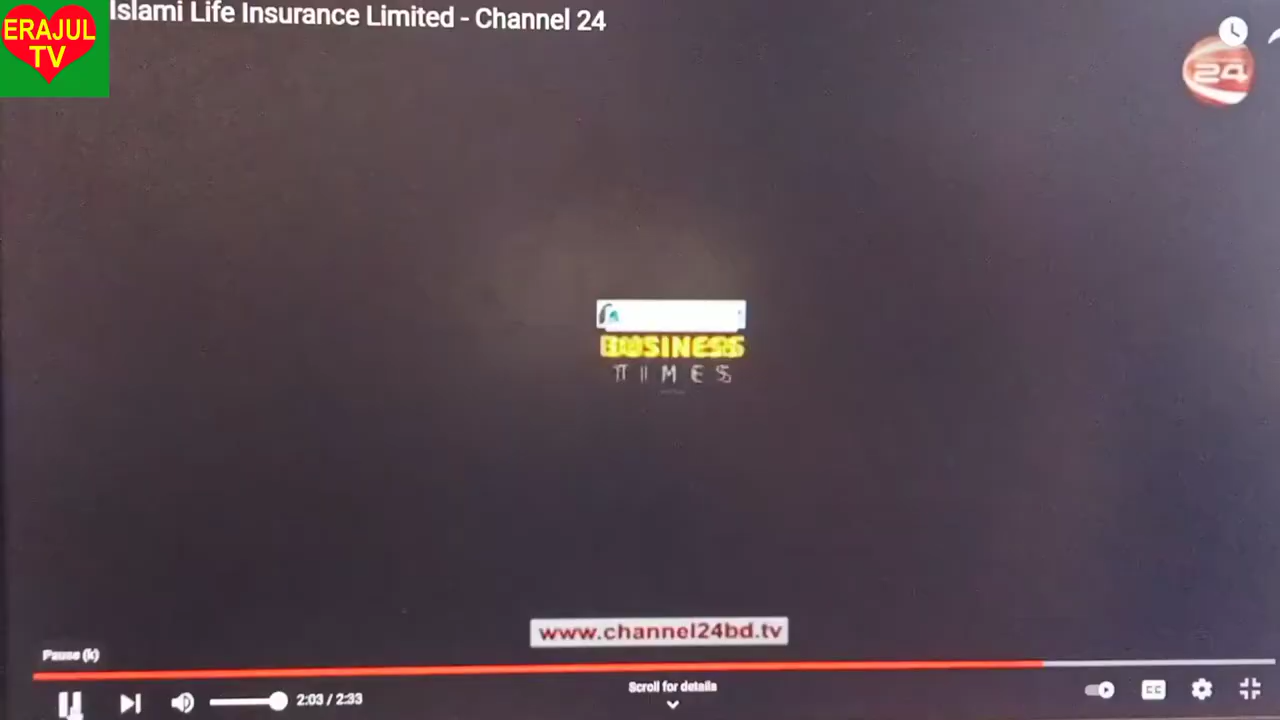 Islami Life Insurance Limited - Channel 24
ERAJUL
TV
24
BUSINESS
TIMES
www.channel24bd.tv
Pause (k)
2:03 / 2:33
Scroll for details
CC